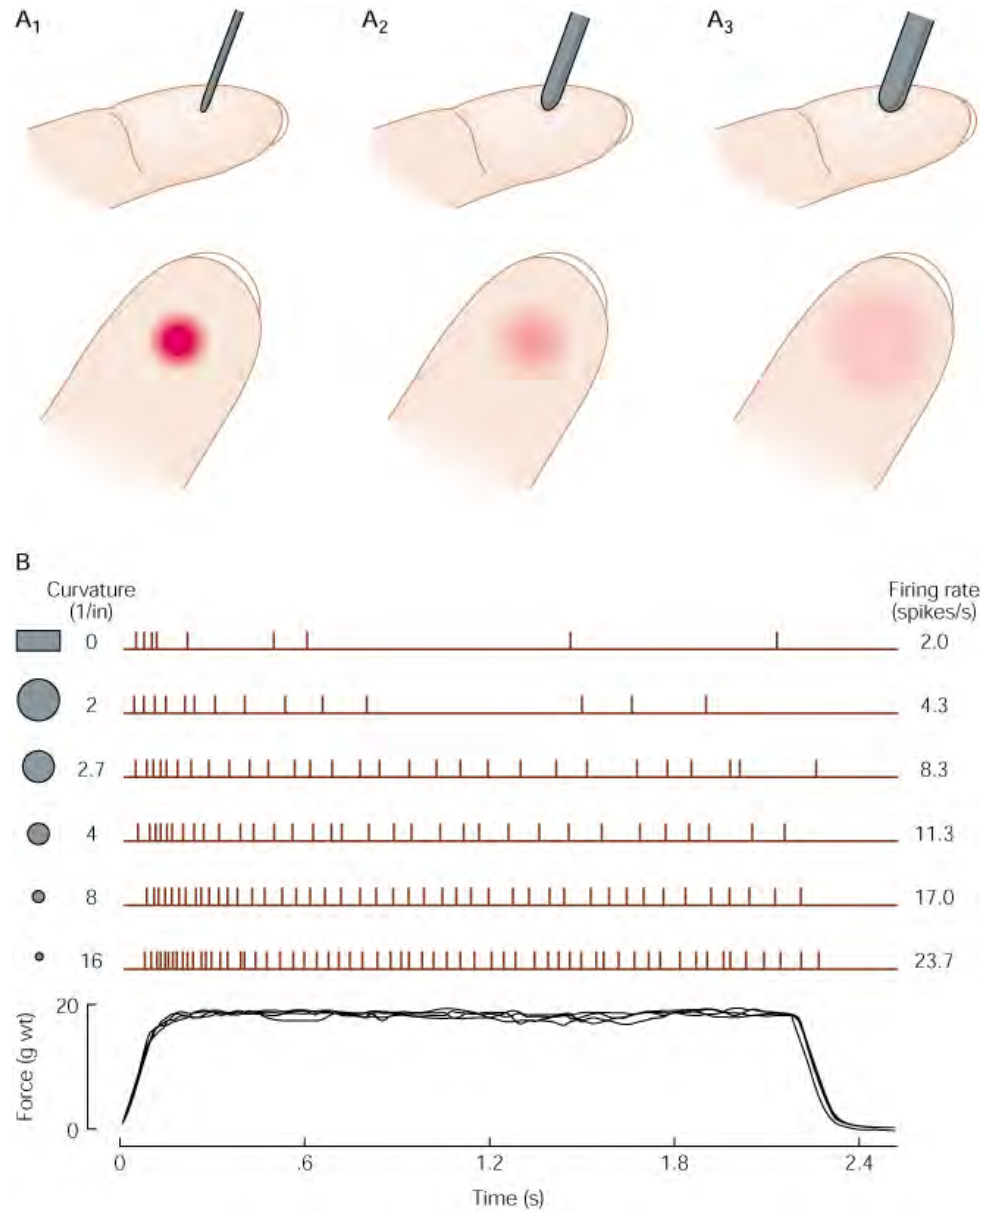 A1
A2
A3
B
Curvature
(1/in)
Firing rate
(spikes/s)
0
2.0
2
4.3
2.7
8.3
4
11.3
8
17.0
16
23.7
20
Force (g wt)
0
0
.6
1.2
1.8
2.4
Time (s)